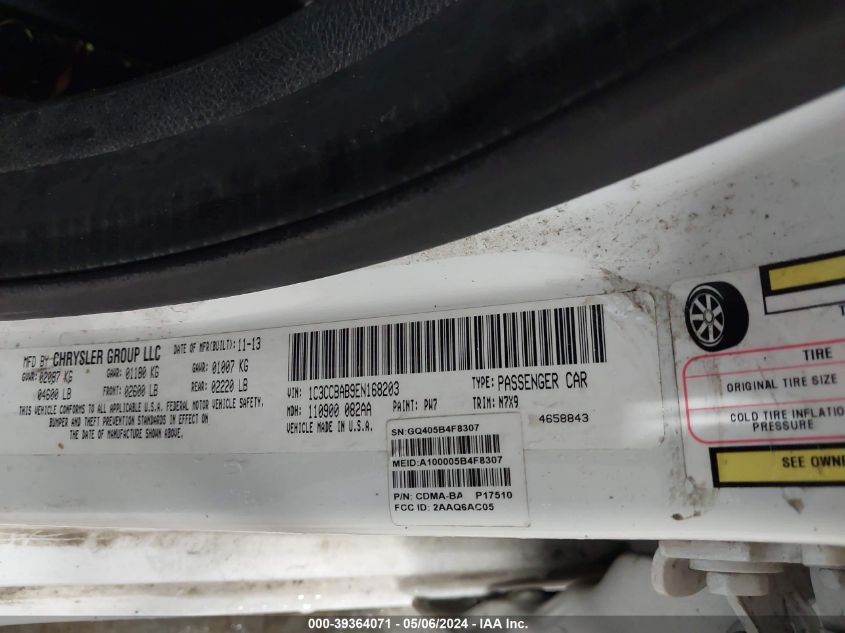 MFD BY CHRYSLER GROUP LLC DATE OF MFR(BUILT): 11-13
GVWR: 02087 KG GAWR: 01180 KG GAWR: 01007 KG
04600 LB FRONT: 02600 LB REAR: 02220 LB
THIS VEHICLE CONFORMS TO ALL APPLICABLE U.S.A. FEDERAL MOTOR VEHICLE SAFETY,
BUMPER AND THEFT PREVENTION STANDARDS IN EFFECT ON
THE DATE OF MANUFACTURE SHOWN ABOVE.
VIN: 1C3CCBAB9EN168203 TYPE: PASSENGER CAR
MDH: 110900 082AA PAINT: PW7 TRIM: N7X9
VEHICLE MADE IN U.S.A. 4658843
SN:GQ405B4F8307
MEID:A100005B4F8307
P/N: CDMA-BA P17510
FCC ID: 2AAQ6AC05
TIRE
ORIGINAL TIRE SIZE
COLD TIRE INFLATIO
PRESSURE
SEE OWN
000-39364071 - 05/06/2024 - IAA Inc.